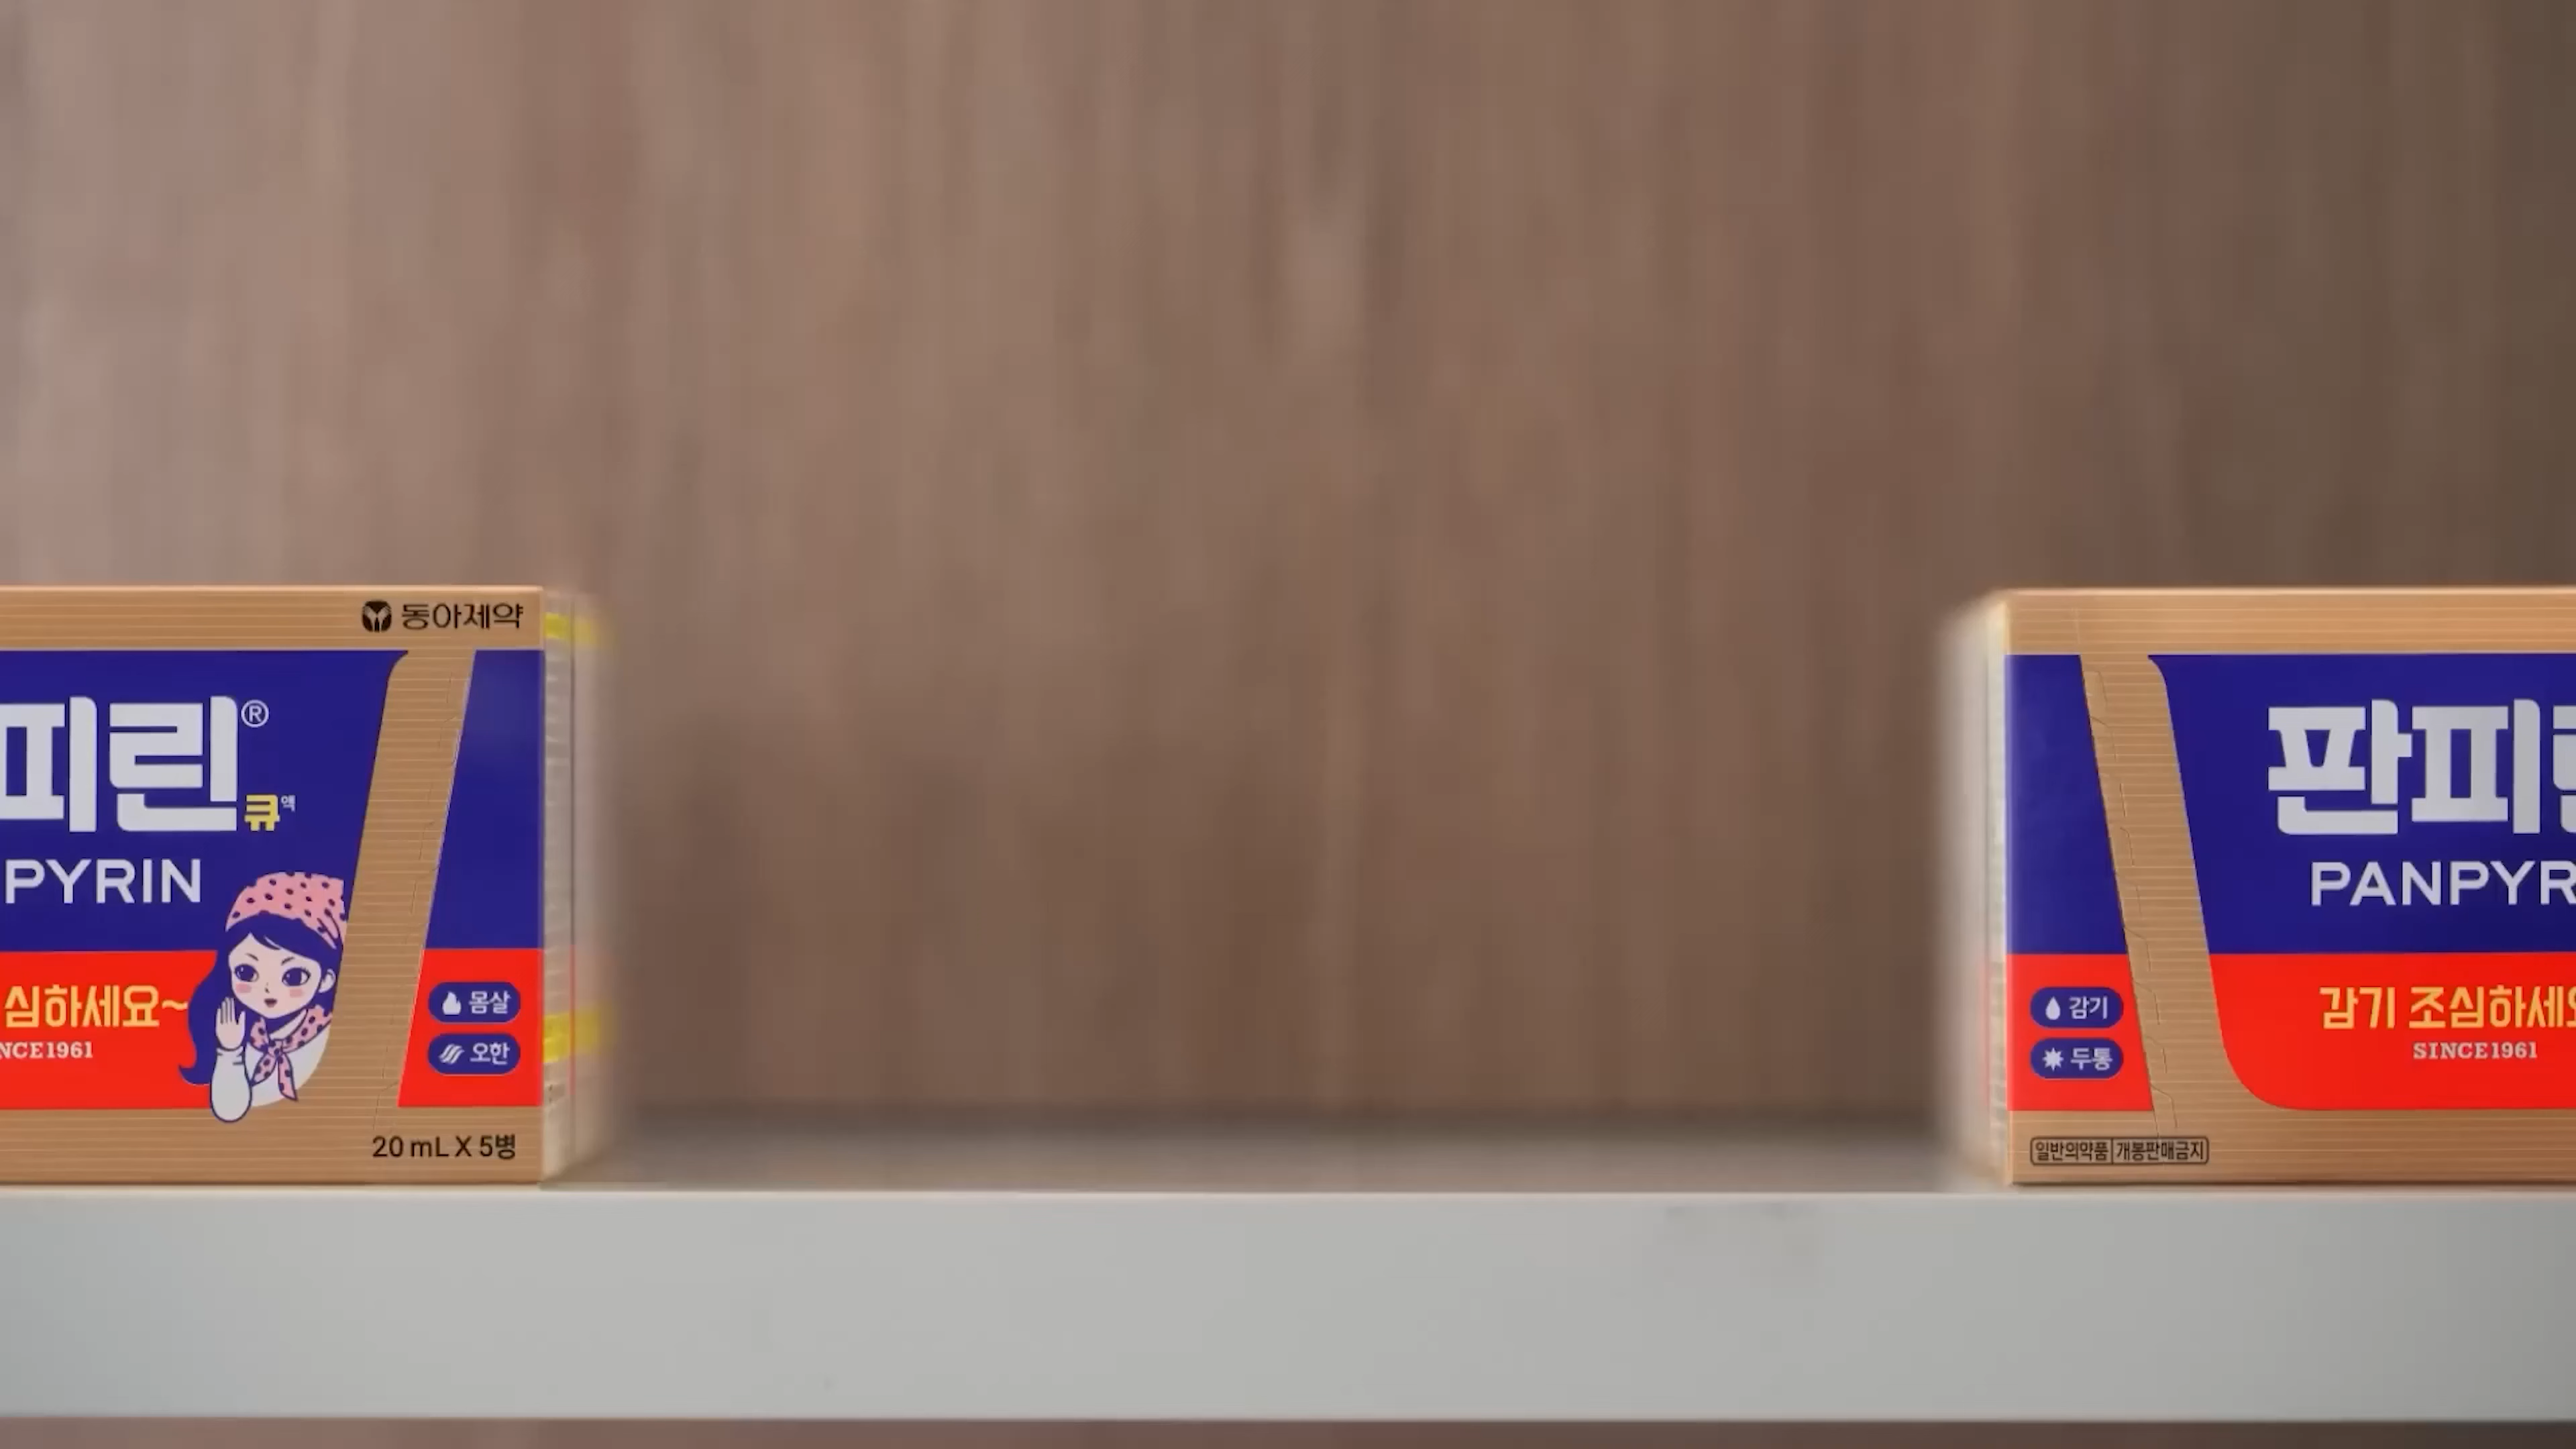 동아제약
피린®
큐액
PYRIN
심하세요~
NCE1961
몸살
오한
20 mL X 5병
판피린
PANPYR
감기 조심하세요
SINCE1961
감기
두통
일반의약품 개봉판매금지